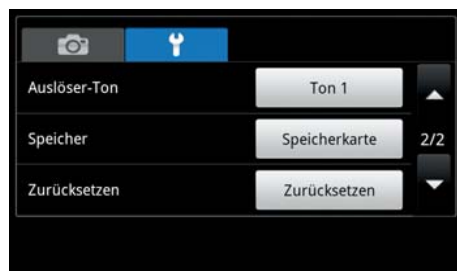 Auslöser-Ton Ton 1
Speicher Speicherkarte 2/2
Zurücksetzen Zurücksetzen